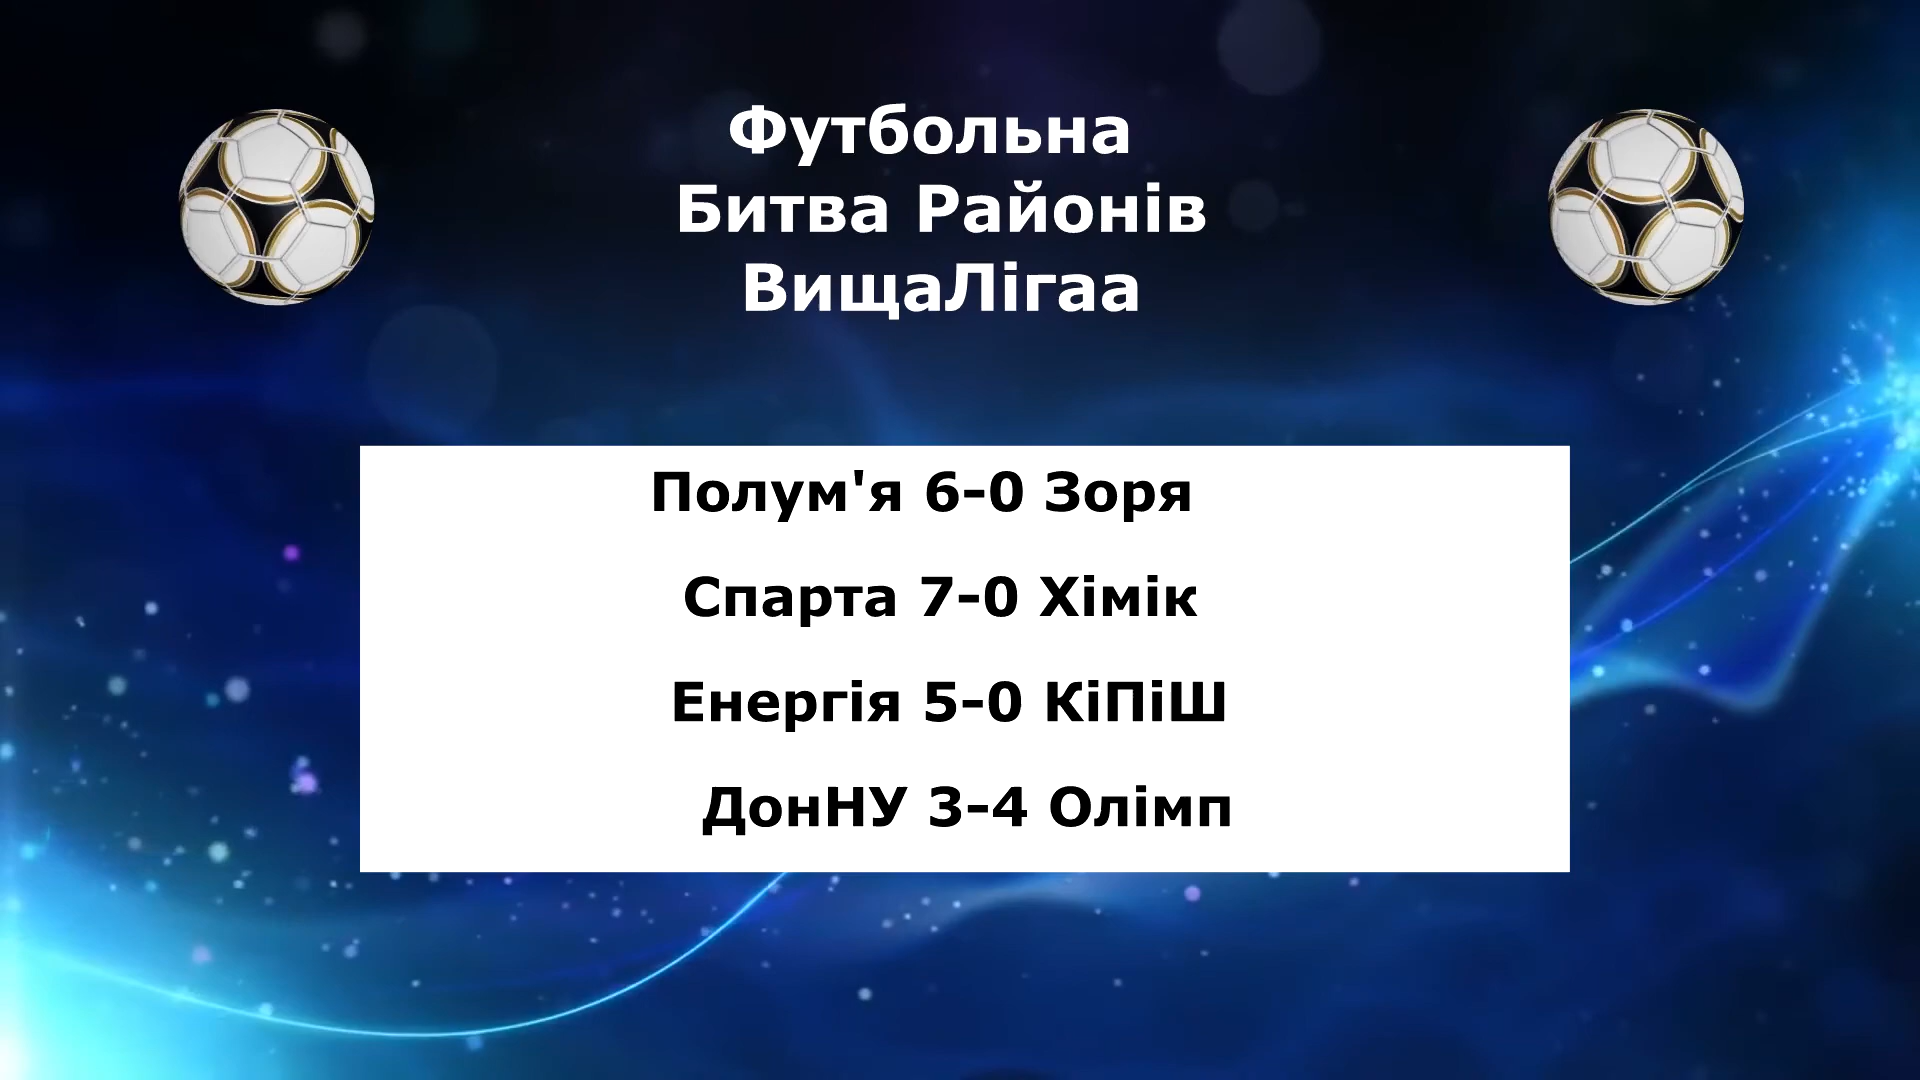 Футбольна
Битва Районів
ВищаЛігаа
Полум'я 6-0 Зоря
Спарта 7-0 Хімік
Енергія 5-0 КіПіШ
ДонНУ 3-4 Олімп